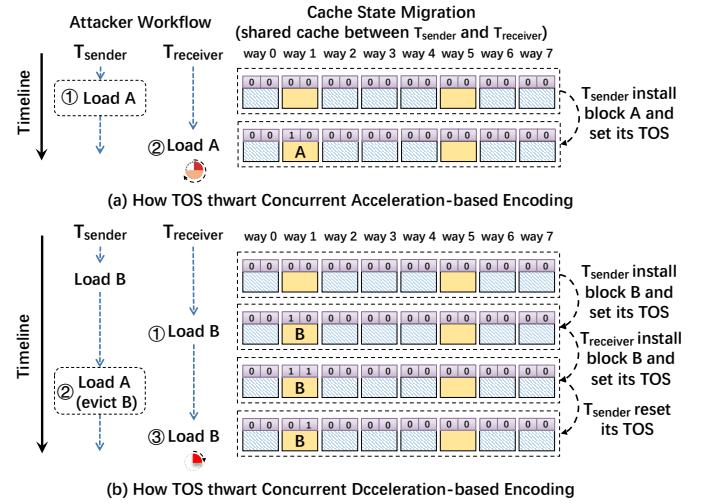 Attacker Workflow
Cache State Migration
(shared cache between Tsender and Treceiver)
Tsender Treceiver
way 0 way 1 way 2 way 3 way 4 way 5 way 6 way 7
Timeline
① Load A
0 0 0 0 0 0 0 0 0 0 0 0 0 0 0 0
Tsender install
block A and
set its TOS
② Load A
0 0 1 0 0 0 0 0 0 0 0 0 0 0 0 0
A
(a) How TOS thwart Concurrent Acceleration-based Encoding
Tsender Treceiver
way 0 way 1 way 2 way 3 way 4 way 5 way 6 way 7
Timeline
Load B
0 0 0 0 0 0 0 0 0 0 0 0 0 0 0 0
Tsender install
block B and
set its TOS
① Load B
0 0 1 0 0 0 0 0 0 0 0 0 0 0 0 0
B
Treceiver install
block B and
set its TOS
② Load A
(evict B)
0 0 1 1 0 0 0 0 0 0 0 0 0 0 0 0
B
Tsender reset
its TOS
③ Load B
0 0 0 1 0 0 0 0 0 0 0 0 0 0 0 0
B
(b) How TOS thwart Concurrent Dcceleration-based Encoding